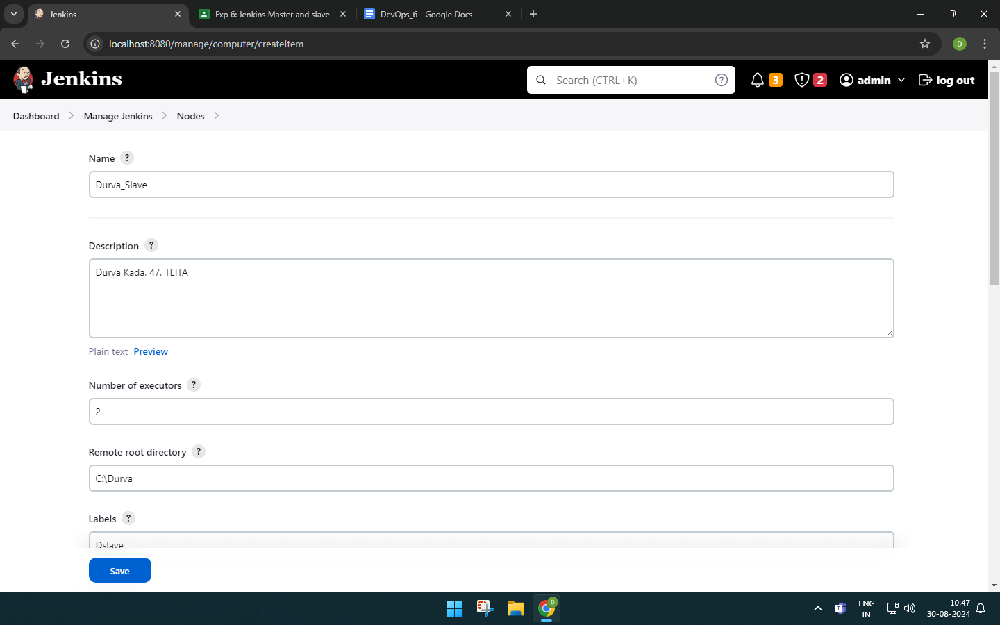 Jenkins
Exp 6: Jenkins Master and slave
DevOps_6 - Google Docs
localhost:8080/manage/computer/createItem
D
Jenkins
Search (CTRL+K)
?
3
2
admin
log out
Dashboard
Manage Jenkins
Nodes
Name ?
Durva_Slave
Description ?
Durva Kada, 47, TEITA
Plain text Preview
Number of executors ?
2
Remote root directory ?
C:\Durva
Labels ?
Dslave
Save
D
ENG
IN
10:47
30-08-2024